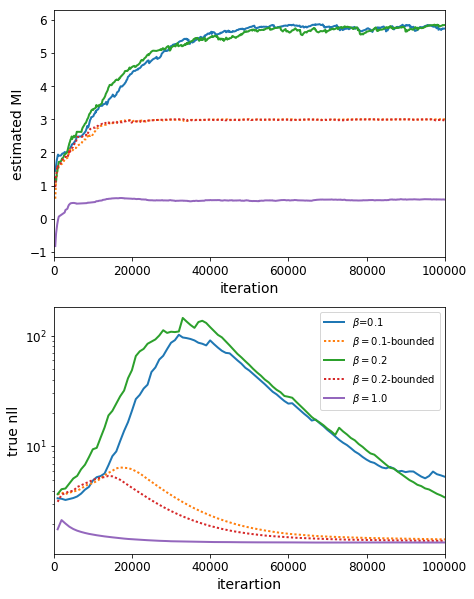 6
5
4
3
2
1
0
−1
estimated MI
0 20000 40000 60000 80000 100000
iteration
β=0.1
β = 0.1-bounded
β = 0.2
β = 0.2-bounded
β = 1.0
10²
10¹
true nll
0 20000 40000 60000 80000 100000
iterartion